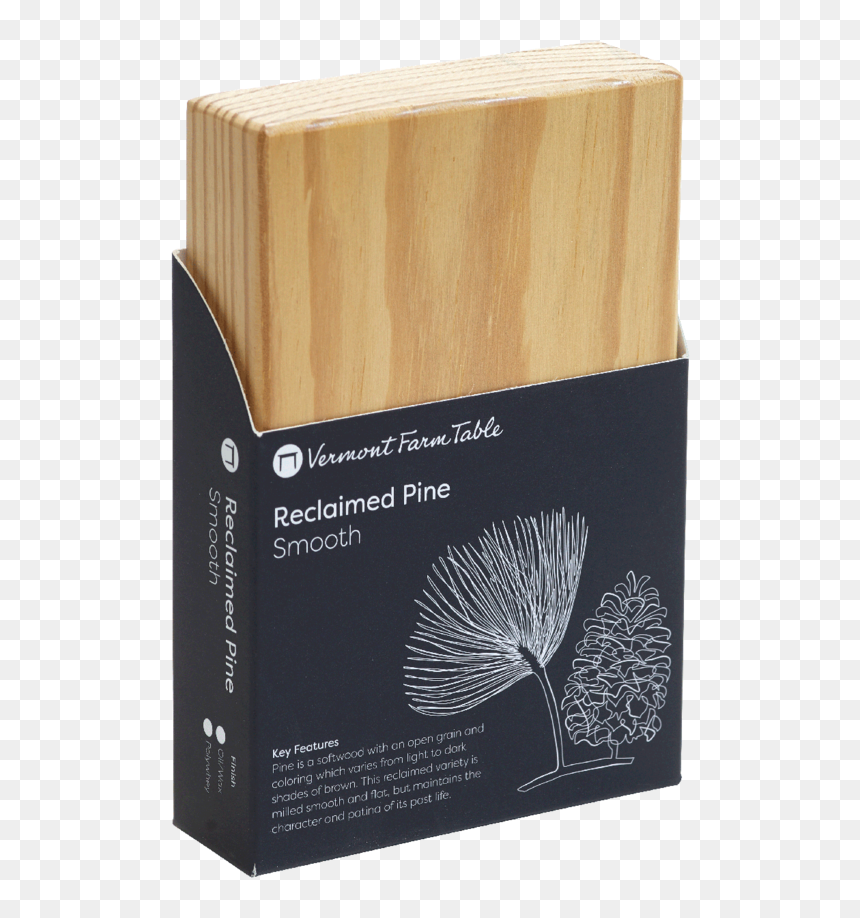 Vermont Farm Table
Reclaimed Pine
Smooth
Key Features
Pine is a softwood with an open grain and
coloring which varies from light to dark
shades of brown. This reclaimed variety is
milled smooth and flat, but maintains the
character and patina of its past life.
Reclaimed Pine
Smooth
Finish
Oil/Wax
Polywhey